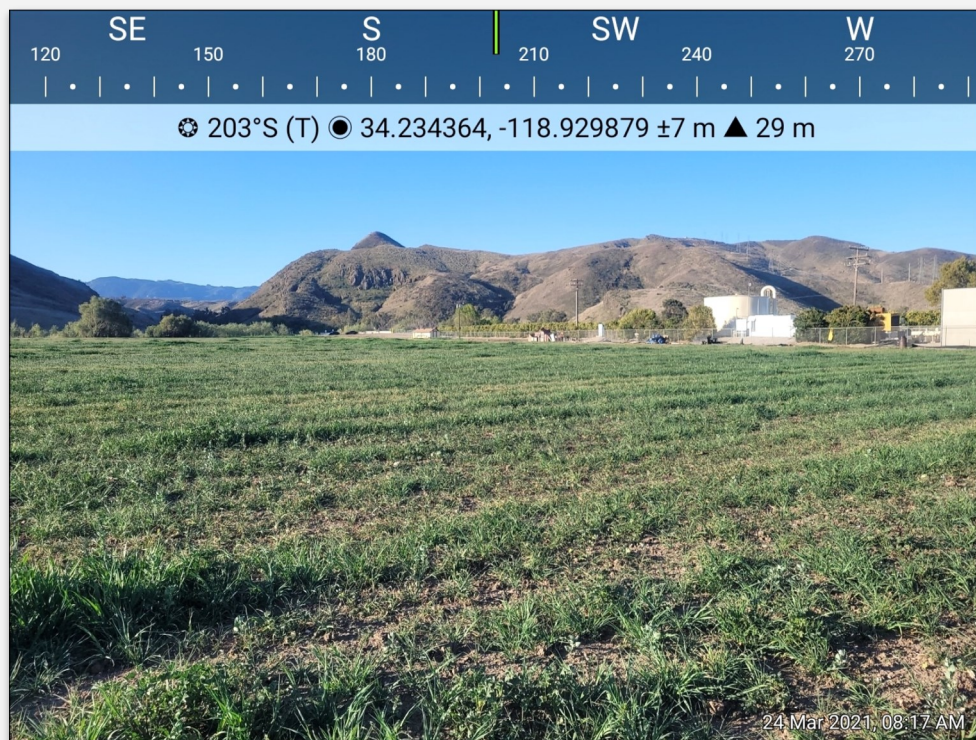 SE S SW W
120 150 180 210 240 270
203°S (T) 34.234364, -118.929879 ±7 m ▲ 29 m
24 Mar 2021, 08:17 AM